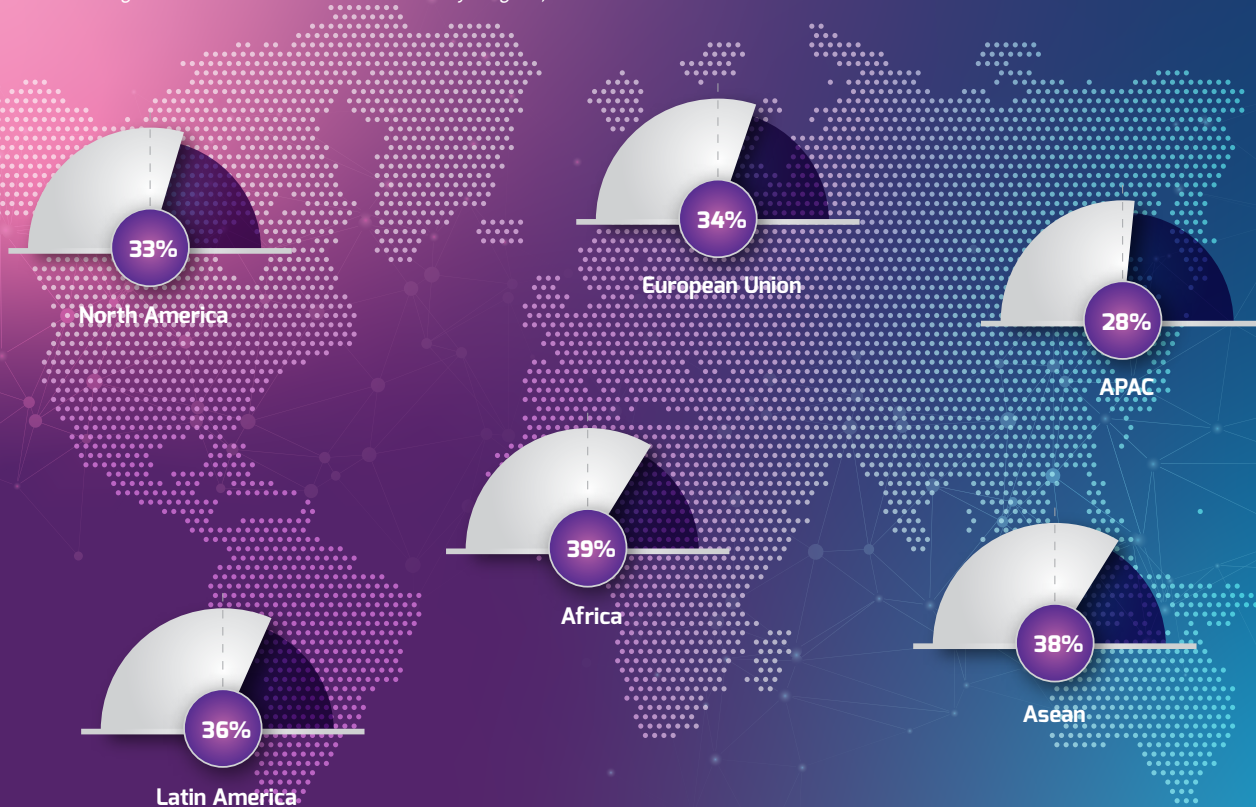 34%
European Union
33%
North America
28%
APAC
39%
Africa
38%
Asean
36%
Latin America